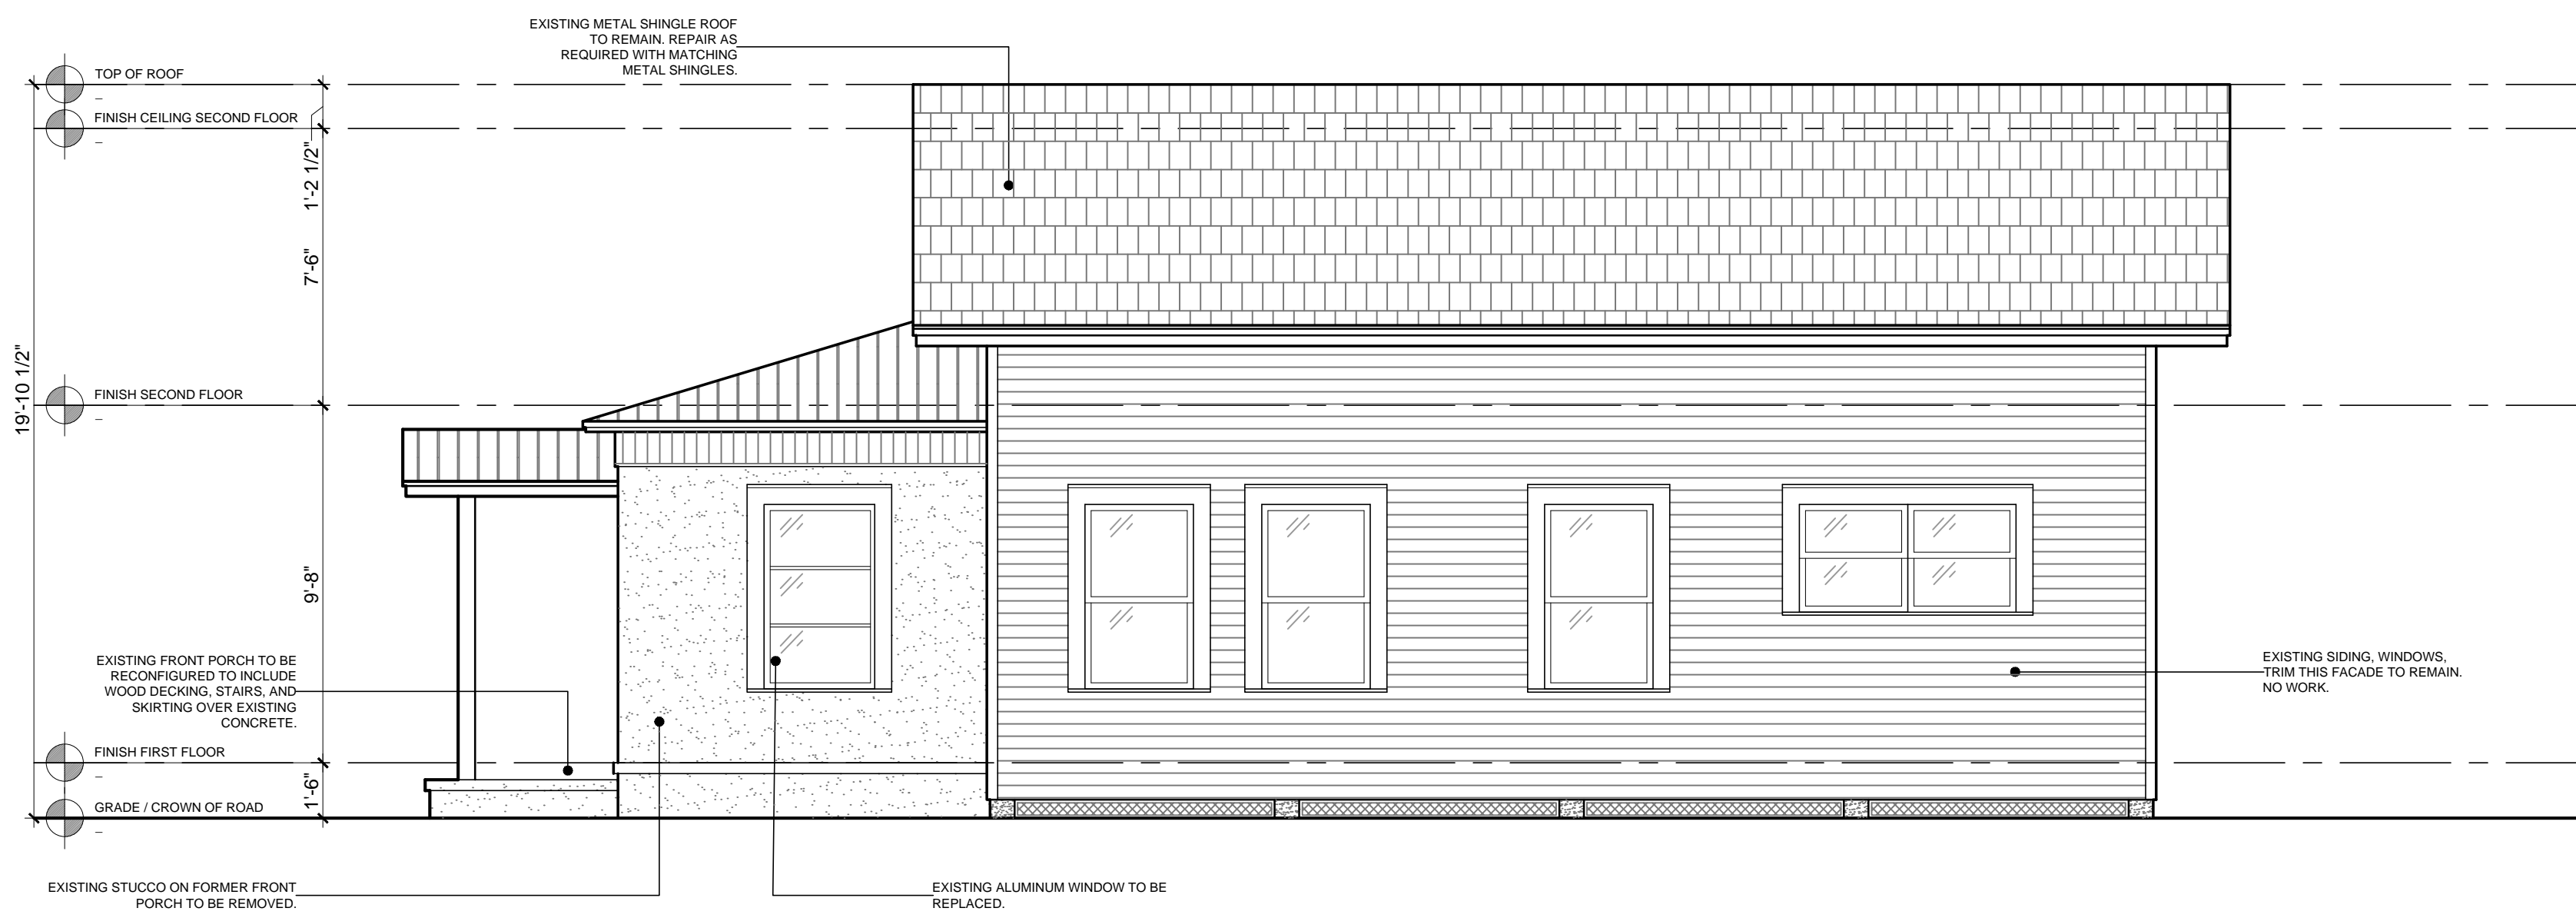 EXISTING METAL SHINGLE ROOF
TO REMAIN. REPAIR AS
REQUIRED WITH MATCHING
METAL SHINGLES.
TOP OF ROOF
FINISH CEILING SECOND FLOOR
1'-2 1/2"
7'-6"
19'-10 1/2"
FINISH SECOND FLOOR
9'-8"
EXISTING FRONT PORCH TO BE
RECONFIGURED TO INCLUDE
WOOD DECKING, STAIRS, AND
SKIRTING OVER EXISTING
CONCRETE.
EXISTING SIDING, WINDOWS,
TRIM THIS FACADE TO REMAIN.
NO WORK.
FINISH FIRST FLOOR
1'-6"
GRADE / CROWN OF ROAD
EXISTING STUCCO ON FORMER FRONT
PORCH TO BE REMOVED.
EXISTING ALUMINUM WINDOW TO BE
REPLACED.